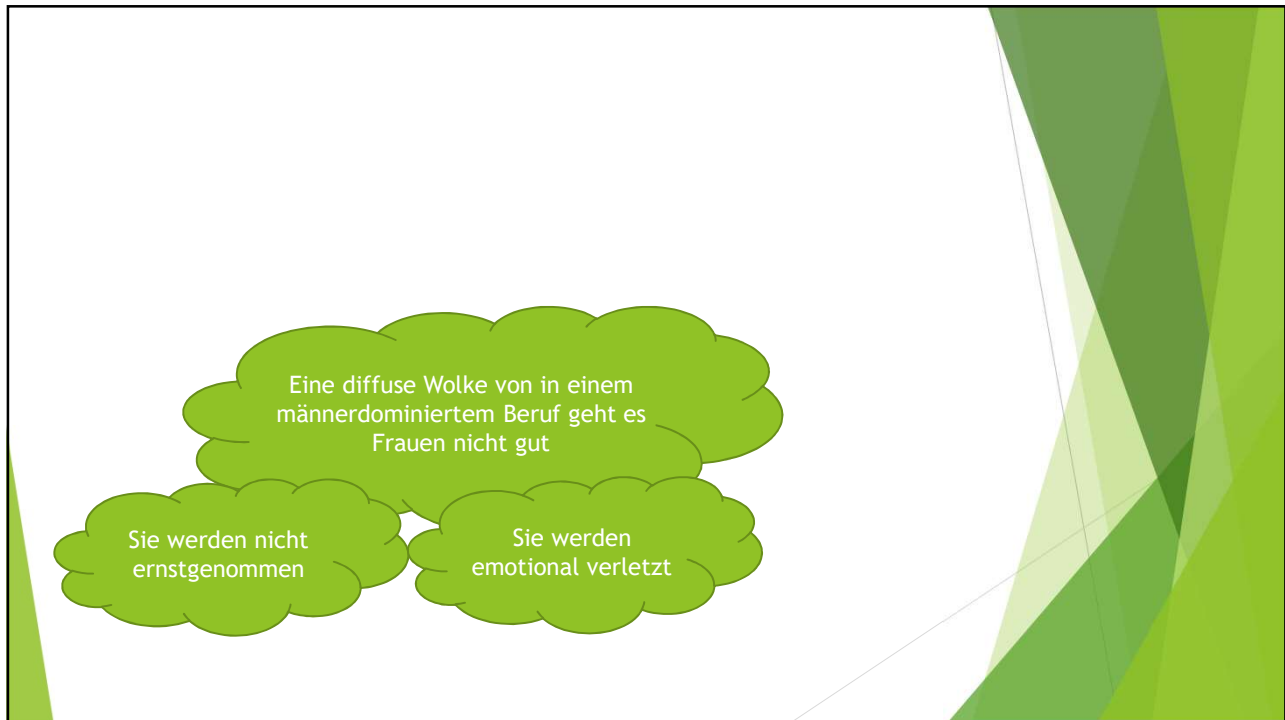 Eine diffuse Wolke von in einem
männerdominiertem Beruf geht es
Frauen nicht gut
Sie werden nicht
ernstgenommen
Sie werden
emotional verletzt